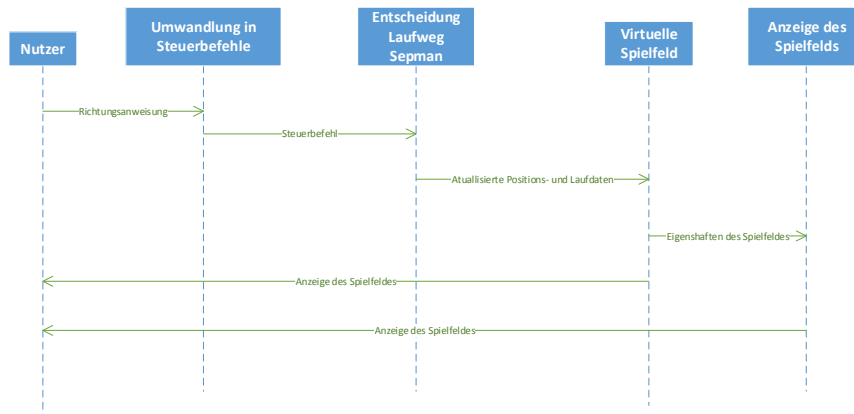 Nutzer
Umwandlung in
Steuerbefehle
Entscheidung
Laufweg
Sepman
Virtuelle
Spielfeld
Anzeige des
Spielfelds
Richtungsanweisung
Steuerbefehl
Atuallisierte Positions- und Laufdaten
Eigenshaften des Spielfeldes
Anzeige des Spielfeldes
Anzeige des Spielfeldes